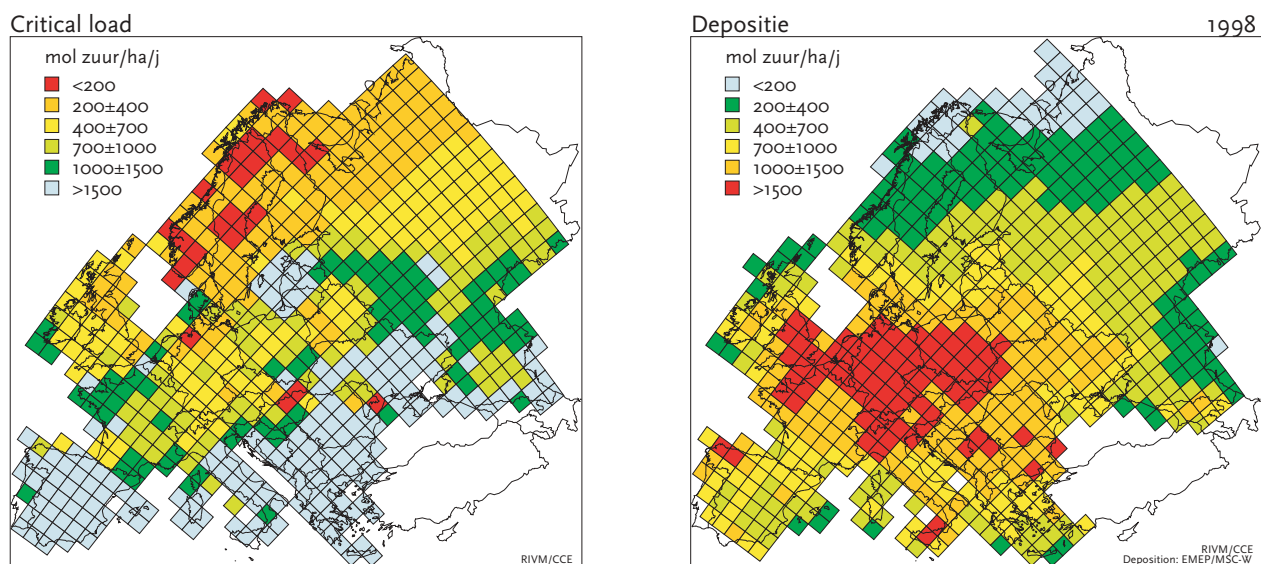 Critical load
mol zuur/ha/j
<200
200±400
400±700
700±1000
1000±1500
>1500
RIVM/CCE
Depositie 1998
mol zuur/ha/j
<200
200±400
400±700
700±1000
1000±1500
>1500
RIVM/CCE
Deposition: EMEP/MSC-W